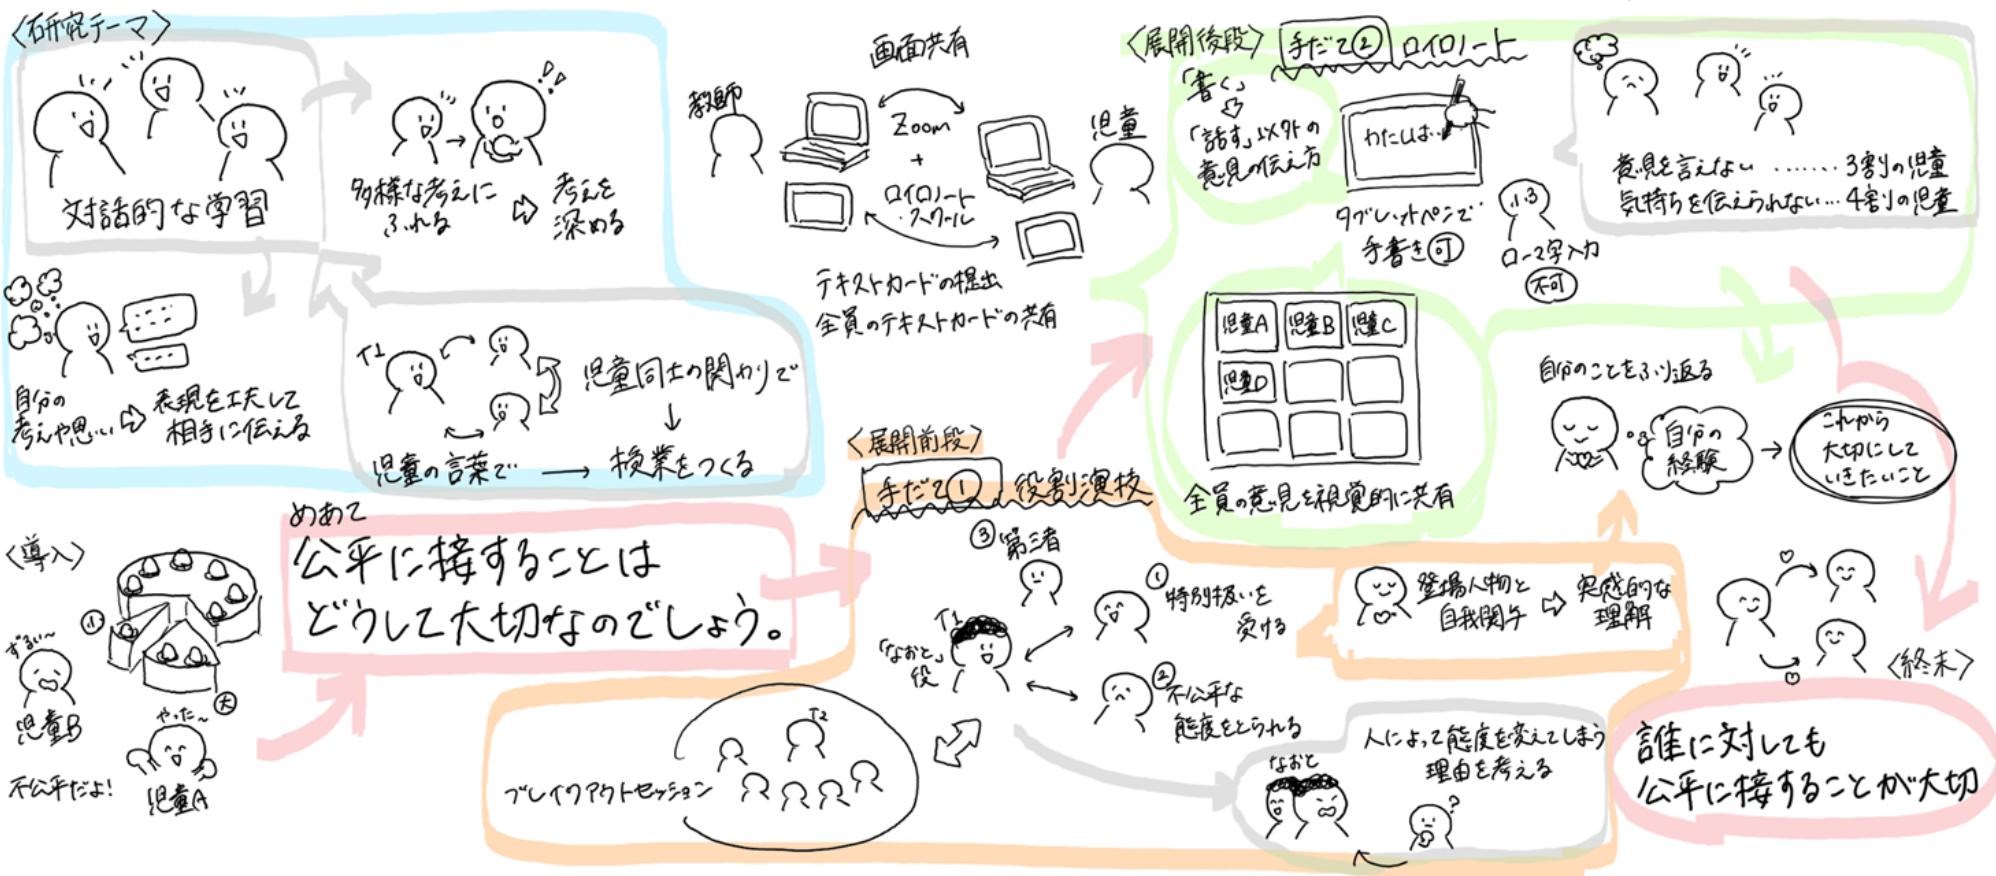 〈研究テーマ〉
対話的な学習
多様な考えに
ふれる
考えを
深める
自分の
考えや思い
表現を工夫して
相手に伝える
T1
児童同士の関わりで
児童の言葉で
授業をつくる
〈導入〉
小
大
ずるい〜
児童B
不公平だよ!
やった〜
児童A
めあて
公平に接することは
どうして大切なのでしょう。
画面共有
教師
児童
Zoom
+
ロイロノート
・スクール
テキストカードの提出
全員のテキストカードの共有
〈展開前段〉
手だて① 役割演技
③第三者
T1
「なおと」
役
①特別扱いを
受ける
②不公平な
態度をとられる
T2
ブレイクアウトセッション
登場人物と
自我関与
実感的な
理解
人によって態度を変えてしまう
理由を考える
なおと
?
〈展開後段〉 手だて② ロイロノート
「書く」
「話す」以外の
意見の伝え方
わたしは…
タブレットペンで
手書き可
ローマ字入力
不可
意見を言えない ……… 3割の児童
気持ちを伝えられない… 4割の児童
児童A
児童B
児童C
児童D
全員の意見を視覚的に共有
自分のことをふり返る
自分の
経験
これから
大切にして
いきたいこと
〈終末〉
誰に対しても
公平に接することが大切